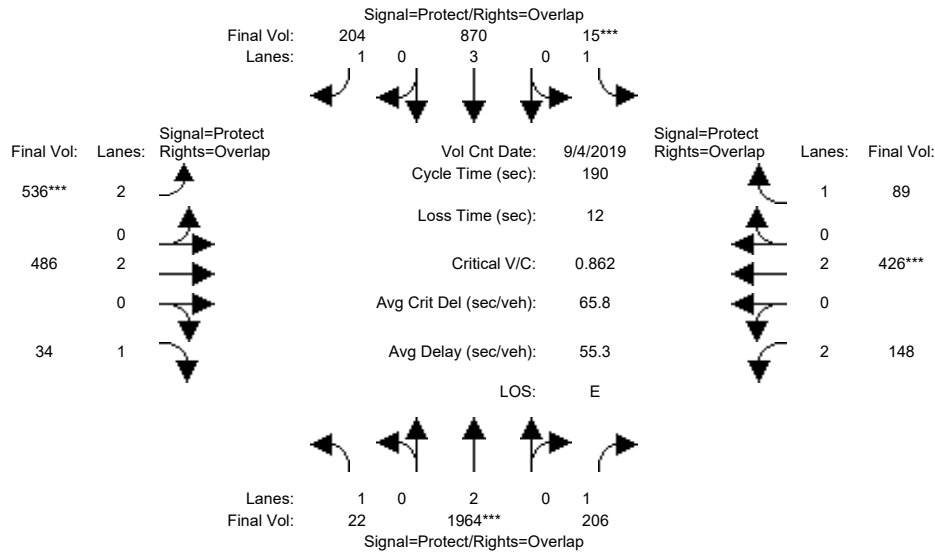 Signal=Protect/Rights=Overlap
Final Vol: 204 870 15***
Lanes: 1 0 3 0 1
Signal=Protect Signal=Protect
Final Vol: Lanes: Rights=Overlap Vol Cnt Date: 9/4/2019 Rights=Overlap Lanes: Final Vol:
Cycle Time (sec): 190
536*** 2 1 89
Loss Time (sec): 12
0 0
486 2 Critical V/C: 0.862 2 426***
0 Avg Crit Del (sec/veh): 65.8 0
34 1 Avg Delay (sec/veh): 55.3 2 148
LOS: E
Lanes: 1 0 2 0 1
Final Vol: 22 1964*** 206
Signal=Protect/Rights=Overlap